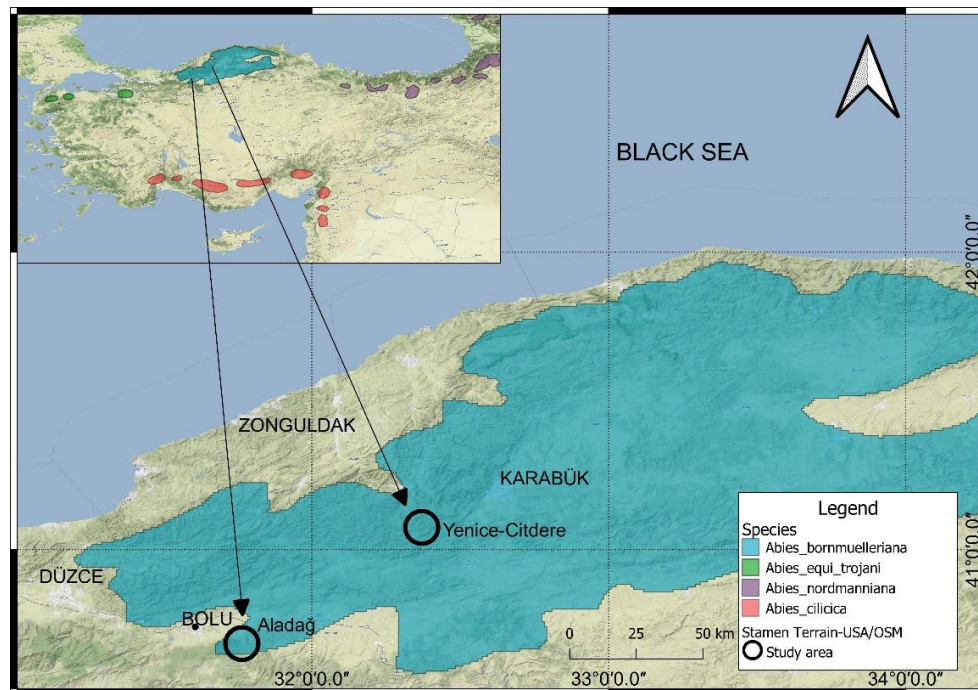 BLACK SEA
42°0'0.0"
ZONGULDAK
KARABÜK
Yenice-Citdere
41°0'0.0"
DÜZCE
BOLU
Aladağ
0 25 50 km
32°0'0.0"
33°0'0.0"
34°0'0.0"
Legend
Species
Abies_bornmuelleriana
Abies_equi_trojani
Abies_nordmanniana
Abies_cilicica
Stamen Terrain-USA/OSM
Study area